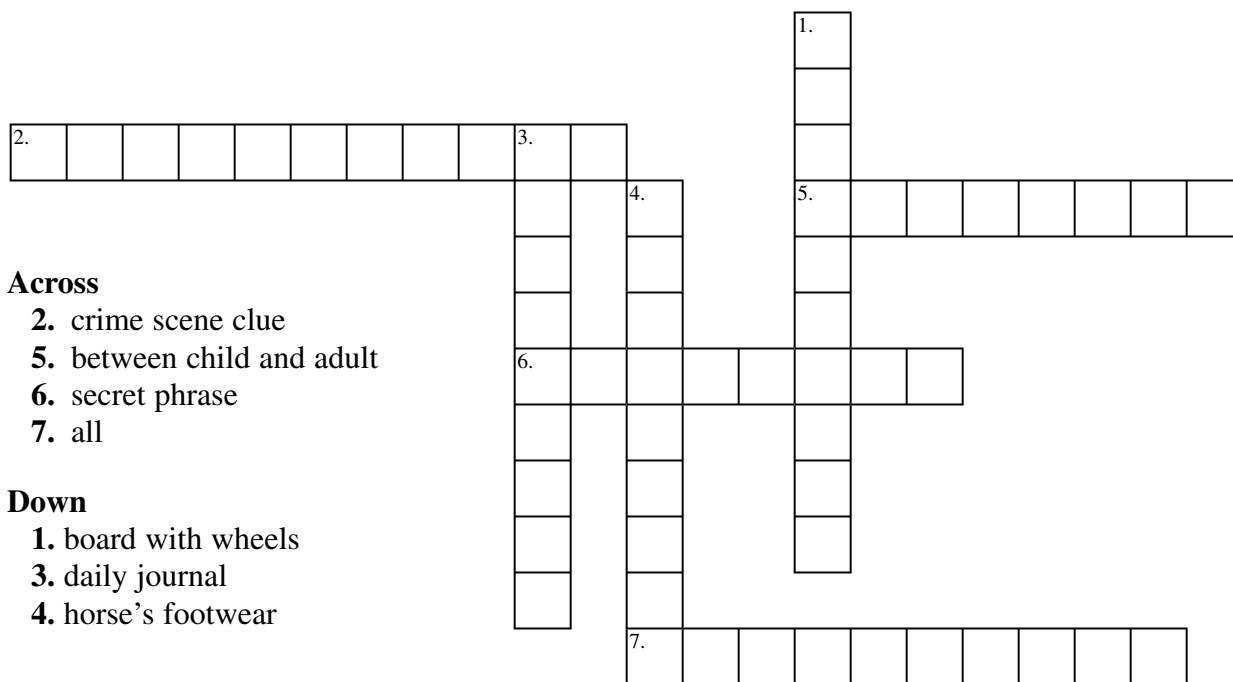 1.
2.
3.
4.
5.
Across
2. crime scene clue
5. between child and adult
6.
6. secret phrase
7. all
Down
1. board with wheels
3. daily journal
4. horse’s footwear
7.